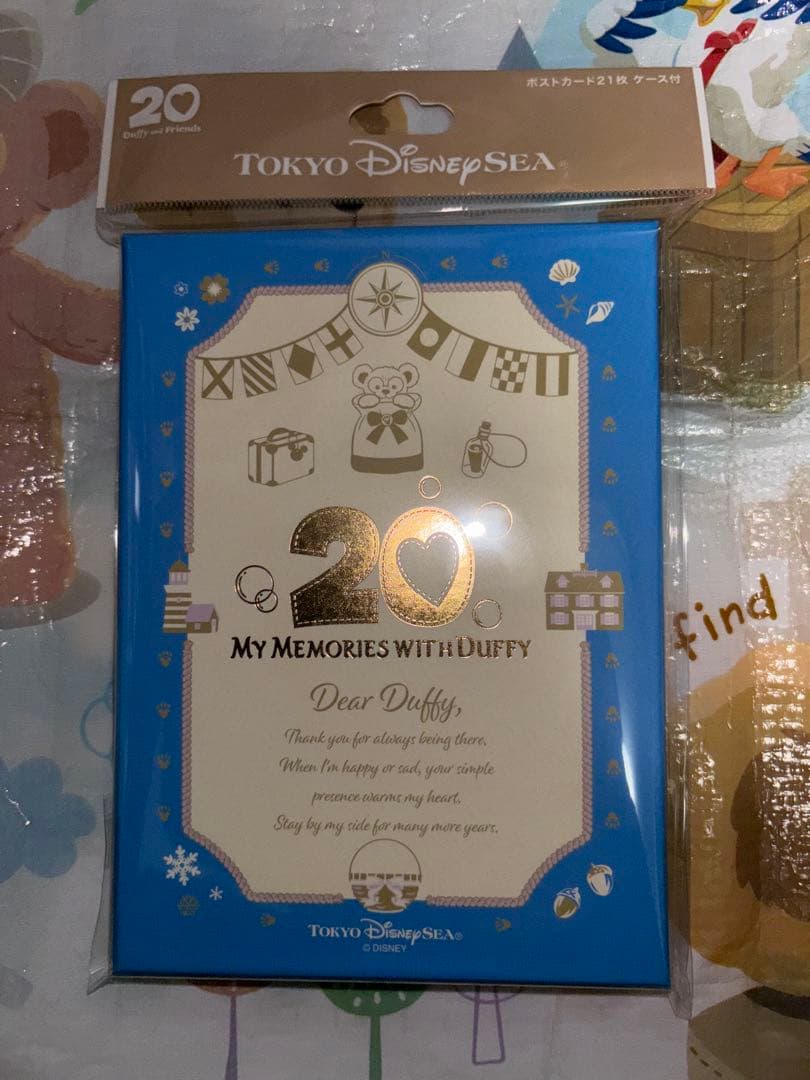 20
Duffy and Friends
ポストカード21枚 ケース付
TOKYO DISNEYSEA®
N
20
MY MEMORIES WITH DUFFY
Dear Duffy,
Thank you for always being there.
When I'm happy or sad, your simple
presence warms my heart.
Stay by my side for many more years.
TOKYO DISNEYSEA®
© DISNEY
find